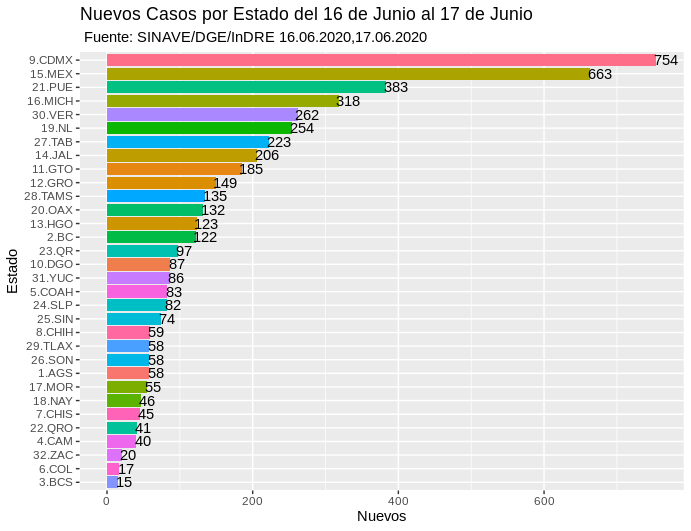 Nuevos Casos por Estado del 16 de Junio al 17 de Junio
Fuente: SINAVE/DGE/InDRE 16.06.2020,17.06.2020
Estado
9.CDMX 754
15.MEX 663
21.PUE 383
16.MICH 318
30.VER 262
19.NL 254
27.TAB 223
14.JAL 206
11.GTO 185
12.GRO 149
28.TAMS 135
20.OAX 132
13.HGO 123
2.BC 122
23.QR 97
10.DGO 87
31.YUC 86
5.COAH 83
24.SLP 82
25.SIN 74
8.CHIH 59
29.TLAX 58
26.SON 58
1.AGS 58
17.MOR 55
18.NAY 46
7.CHIS 45
22.QRO 41
4.CAM 40
32.ZAC 20
6.COL 17
3.BCS 15
0 200 400 600
Nuevos